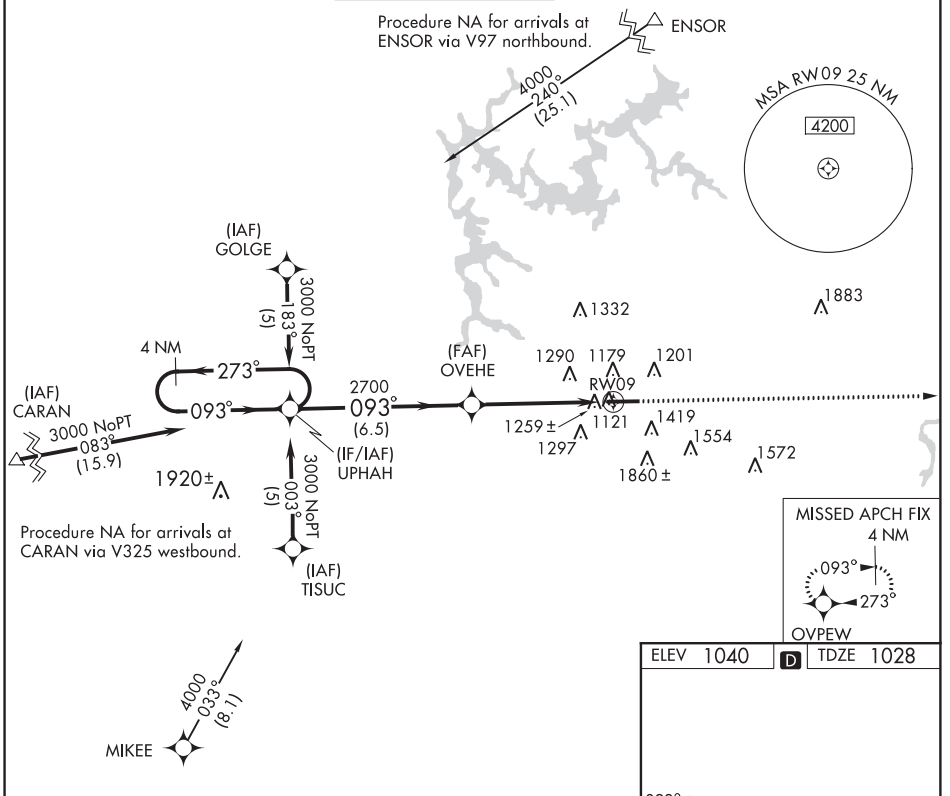 Procedure NA for arrivals at
ENSOR via V97 northbound.
ENSOR
4000
240°
(25.1)
MSA RW09 25 NM
4200
(IAF)
GOLGE
3000 NoPT
183°
(5)
1332
1883
4 NM
273°
093°
(IAF)
CARAN
3000 NoPT
083°
(15.9)
2700
093°
(6.5)
(FAF)
OVEHE
1290
1179
1201
RW09
1259 ±
1121
1297
1419
1554
1860 ±
1572
(IF/IAF)
UPHAH
1920±
3000 NoPT
003°
(5)
Procedure NA for arrivals at
CARAN via V325 westbound.
(IAF)
TISUC
MISSED APCH FIX
4 NM
093°
273°
OVPEW
4000
033°
(8.1)
MIKEE
ELEV 1040
D
TDZE 1028